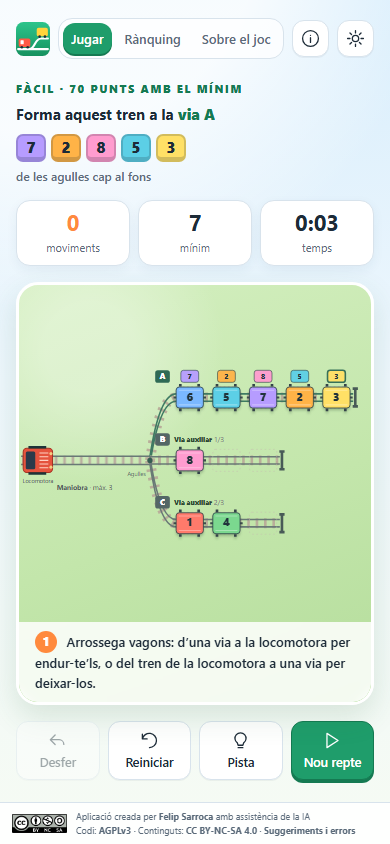 Jugar Rànquing Sobre el joc
FÀCIL · 70 PUNTS AMB EL MÍNIM
Forma aquest tren a la via A
7 2 8 5 3
de les agulles cap al fons
0 7 0:03
moviments mínim temps
A 7 2 8 5 3
6 5 7 2 3
B Via auxiliar 1/3
8
Agulles
Locomotora
Maniobra · màx. 3
C Via auxiliar 2/3
1 4
1 Arrossega vagons: d’una via a la locomotora per
endur-te’ls, o del tren de la locomotora a una via per
deixar-los.
Desfer Reiniciar Pista Nou repte
CC BY NC SA
Aplicació creada per Felip Sarroca amb assistència de la IA
Codi: AGPLv3 · Continguts: CC BY-NC-SA 4.0 · Suggeriments i errors